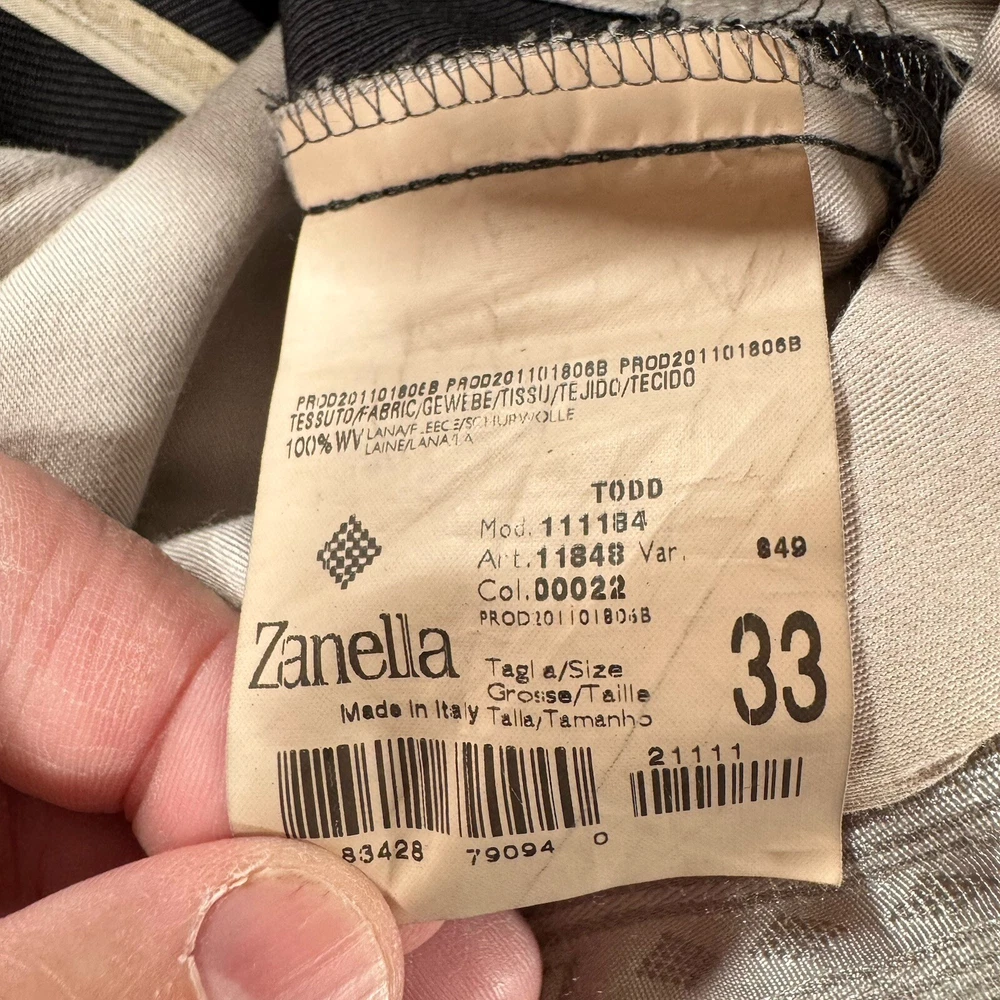 PROD201101806B PROD201101806B PROD201101806B
TESSUTO/FABRIC/GEWEBE/TISSU/TEJIDO/TECIDO
100%WV LANA/FLEECE/SCHURWOLLE
LAINE/LANA/LA
TODD
Mod. 111184
Art. 11848 Var. 849
Col. 00022
PROD201101806B
Zanella
Made In Italy
Taglia/Size
Grosse/Taille
Talla/Tamanho
33
21111
83428 79094 0